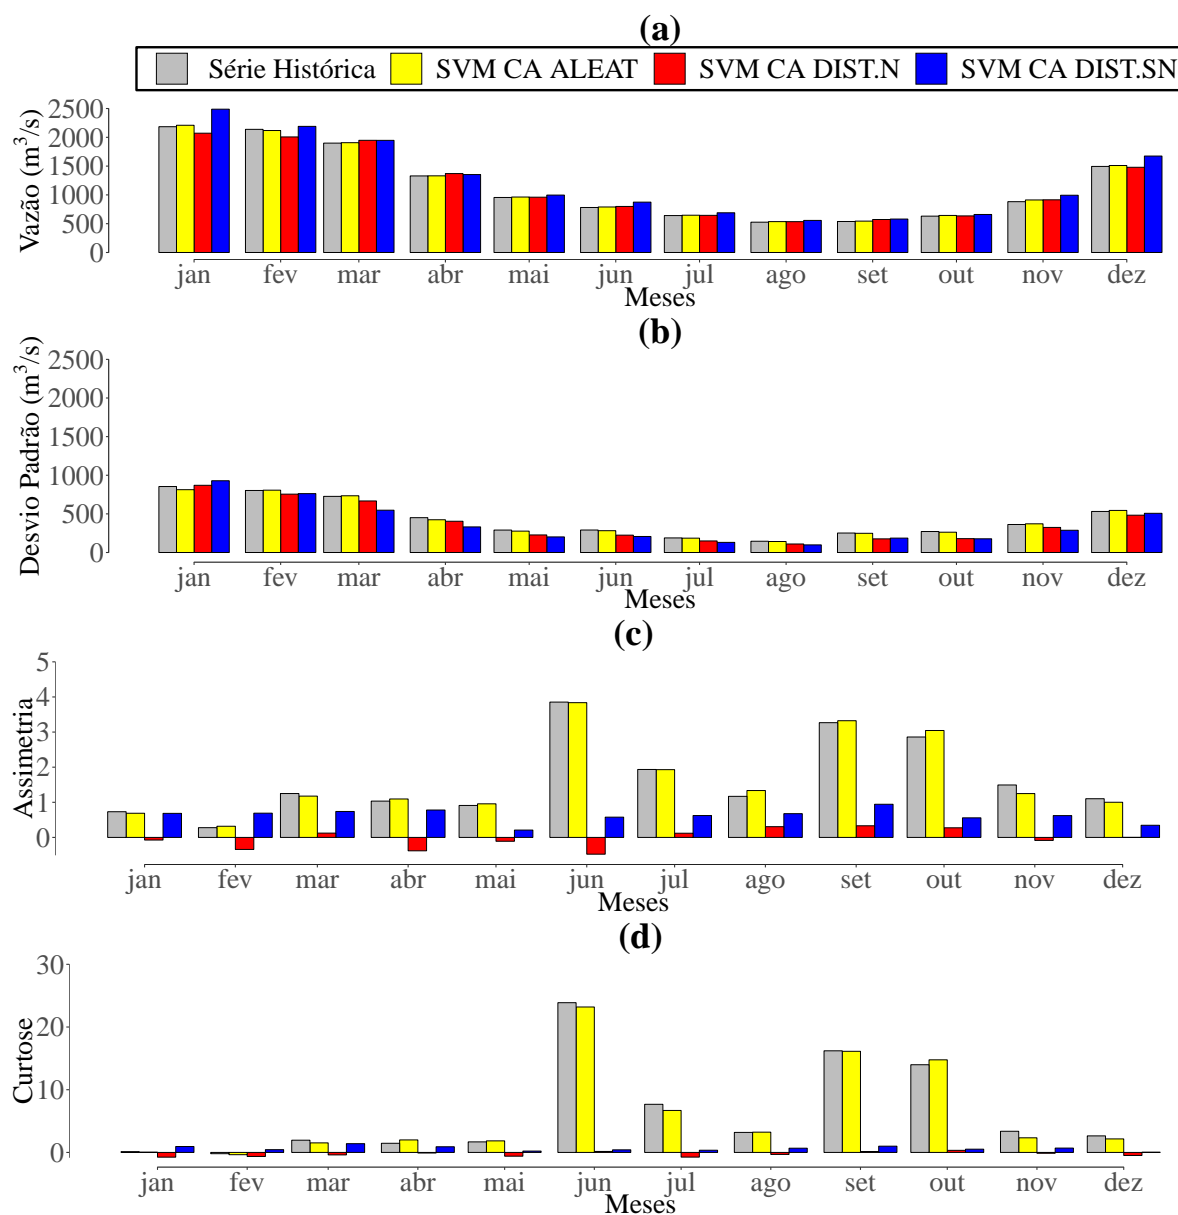 (a)
Série Histórica SVM CA ALEAT SVM CA DIST.N SVM CA DIST.SN
Vazão (m³/s)
2500
2000
1500
1000
500
0
jan fev mar abr mai jun jul ago set out nov dez
Meses
(b)
Desvio Padrão (m³/s)
2500
2000
1500
1000
500
0
jan fev mar abr mai jun jul ago set out nov dez
Meses
(c)
Assimetria
5
4
3
2
1
0
jan fev mar abr mai jun jul ago set out nov dez
Meses
(d)
Curtose
30
20
10
0
jan fev mar abr mai jun jul ago set out nov dez
Meses